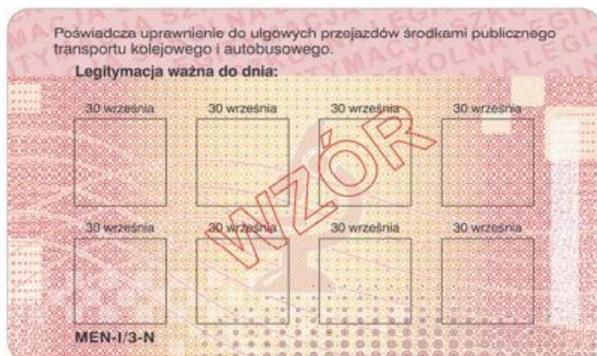 Poświadcza uprawnienie do ulgowych przejazdów środkami publicznego
transportu kolejowego i autobusowego.
Legitymacja ważna do dnia:
30 września 30 września 30 września 30 września
WZÓR
30 września 30 września 30 września 30 września
MEN-I/3-N